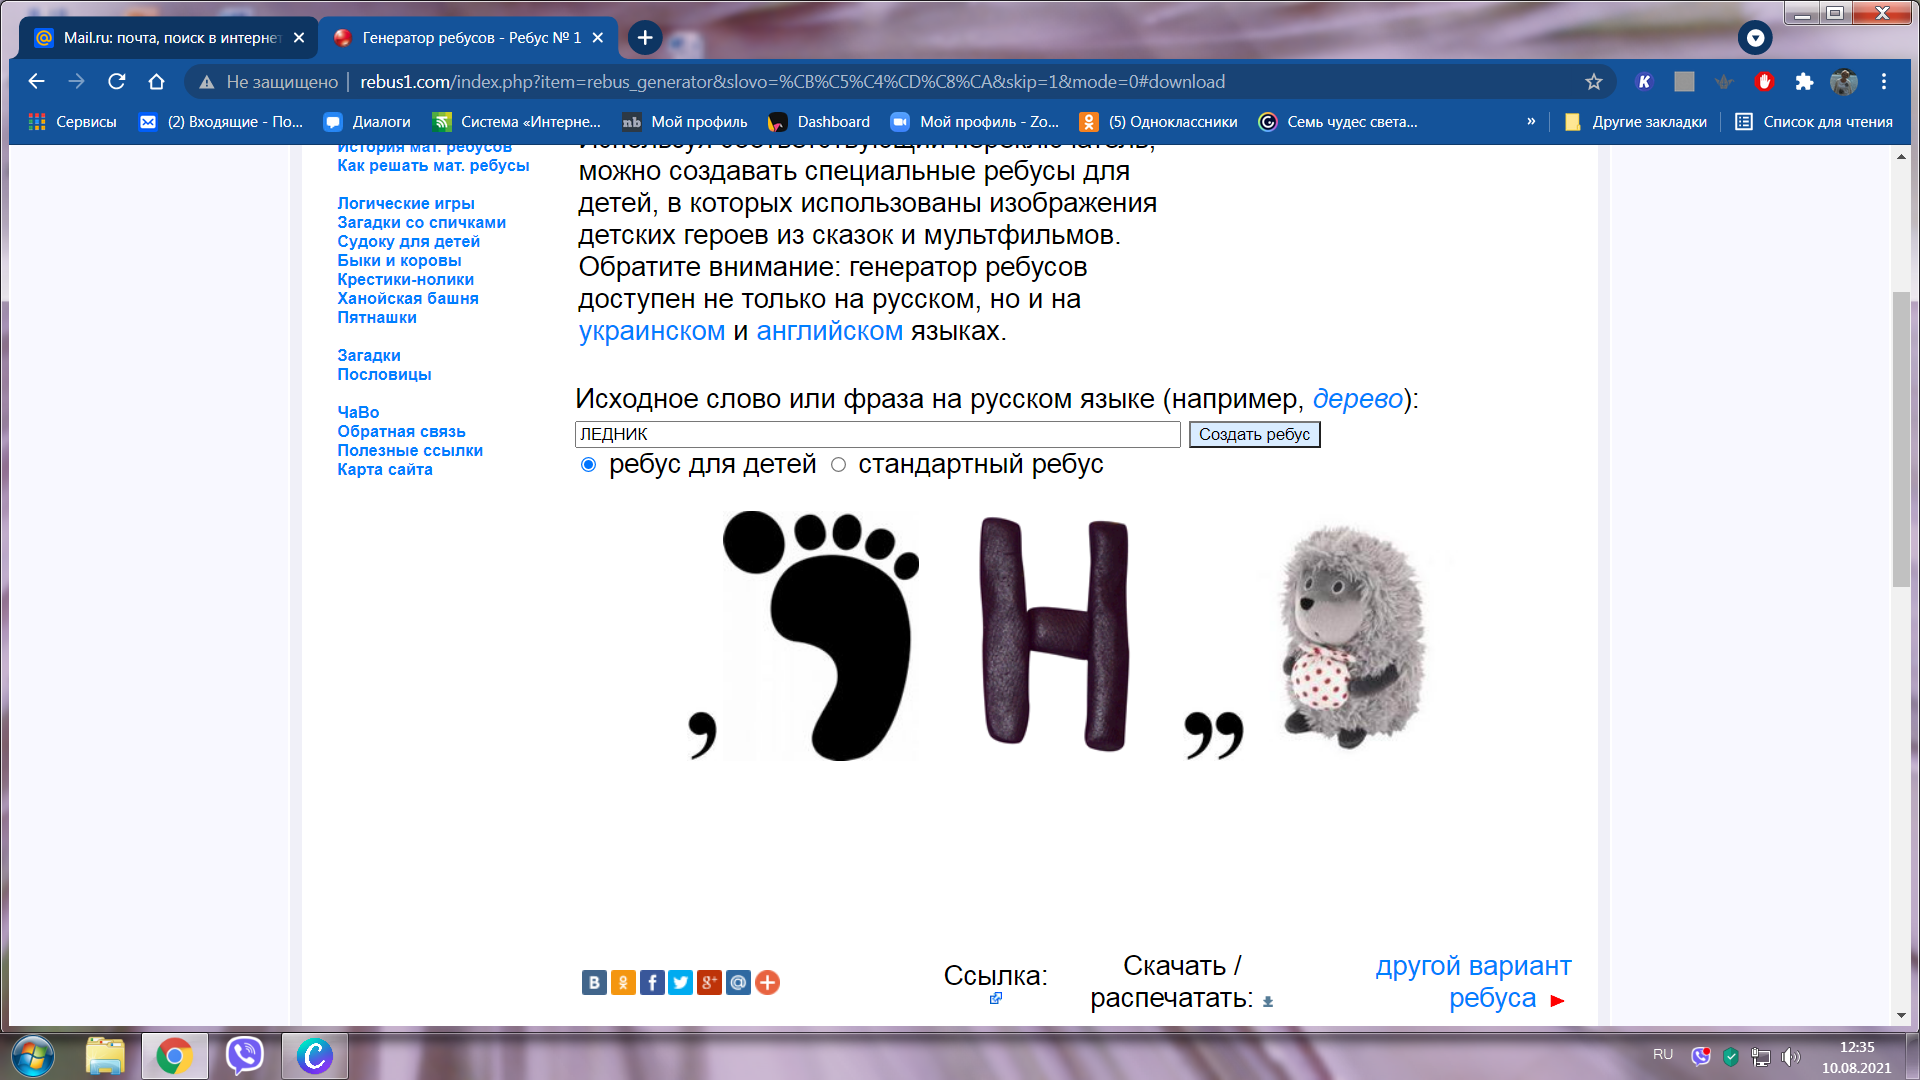 Mail.ru: почта, поиск в интернет
Генератор ребусов - Ребус № 1
Не защищено
rebus1.com/index.php?item=rebus_generator&slovo=%CB%C5%C4%CD%C8%CA&skip=1&mode=0#download
Сервисы
(2) Входящие - По...
Диалоги
Система «Интерне...
nb Мой профиль
Dashboard
Мой профиль - Zo...
(5) Одноклассники
Семь чудес света...
»
Другие закладки
Список для чтения
История мат. ребусов
Как решать мат. ребусы
Логические игры
Загадки со спичками
Судоку для детей
Быки и коровы
Крестики-нолики
Ханойская башня
Пятнашки
Загадки
Пословицы
ЧаВо
Обратная связь
Полезные ссылки
Карта сайта
Используя соответствующий переключатель,
можно создавать специальные ребусы для
детей, в которых использованы изображения
детских героев из сказок и мультфильмов.
Обратите внимание: генератор ребусов
доступен не только на русском, но и на
украинском и английском языках.
Исходное слово или фраза на русском языке (например, дерево):
ЛЕДНИК
Создать ребус
ребус для детей стандартный ребус
, Н ,,
Ссылка:
Скачать /
распечатать:
другой вариант
ребуса
RU
12:35
10.08.2021